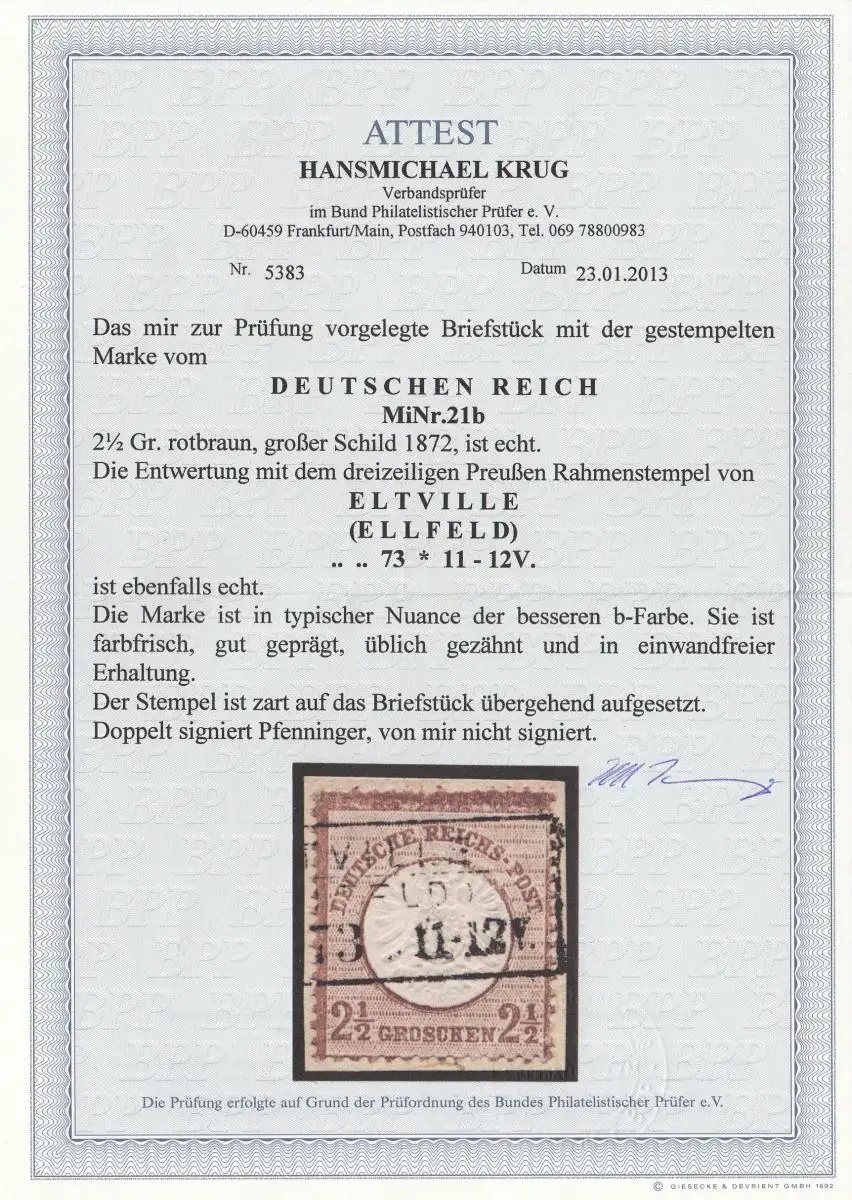 ATTEST
HANSMICHAEL KRUG
Verbandsprüfer
im Bund Philatelistischer Prüfer e. V.
D-60459 Frankfurt/Main, Postfach 940103, Tel. 069 78800983
Nr. 5383 Datum 23.01.2013
Das mir zur Prüfung vorgelegte Briefstück mit der gestempelten
Marke vom
DEUTSCHEN REICH
MiNr.21b
2½ Gr. rotbraun, großer Schild 1872, ist echt.
Die Entwertung mit dem dreizeiligen Preußen Rahmenstempel von
ELTVILLE
(ELLFELD)
.. .. 73 * 11 - 12V.
ist ebenfalls echt.
Die Marke ist in typischer Nuance der besseren b-Farbe. Sie ist
farbfrisch, gut geprägt, üblich gezähnt und in einwandfreier
Erhaltung.
Der Stempel ist zart auf das Briefstück übergehend aufgesetzt.
Doppelt signiert Pfenninger, von mir nicht signiert.
DEUTSCHE REICHS-POST
ELD
73 11-12V.
2½ GROSCHEN 2½
Die Prüfung erfolgte auf Grund der Prüfordnung des Bundes Philatelistischer Prüfer e.V.
© GIESECKE & DEVRIENT GMBH 1992